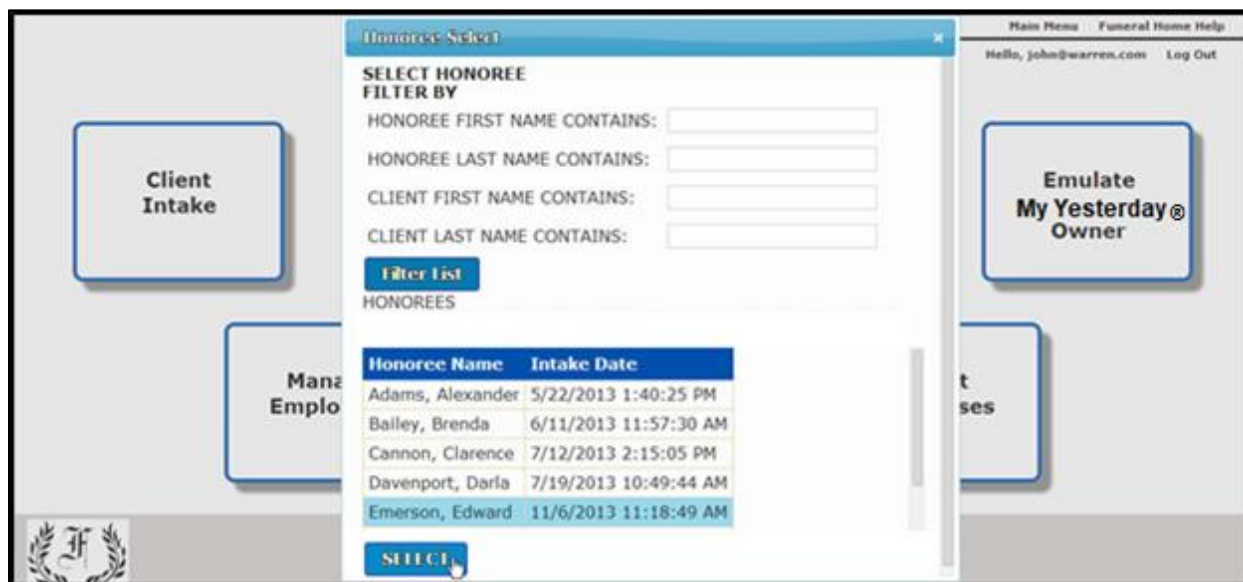 Main Menu Funeral Home Help
Hello, john@warren.com Log Out
Honoree Select ×
SELECT HONOREE
FILTER BY
HONOREE FIRST NAME CONTAINS:
HONOREE LAST NAME CONTAINS:
CLIENT FIRST NAME CONTAINS:
CLIENT LAST NAME CONTAINS:
Filter List
HONOREES
Honoree Name Intake Date
Adams, Alexander 5/22/2013 1:40:25 PM
Bailey, Brenda 6/11/2013 11:57:30 AM
Cannon, Clarence 7/12/2013 2:15:05 PM
Davenport, Darla 7/19/2013 10:49:44 AM
Emerson, Edward 11/6/2013 11:18:49 AM
SELECT
Client
Intake
Emulate
My Yesterday®
Owner
Mana
Emplo
t
ses
F